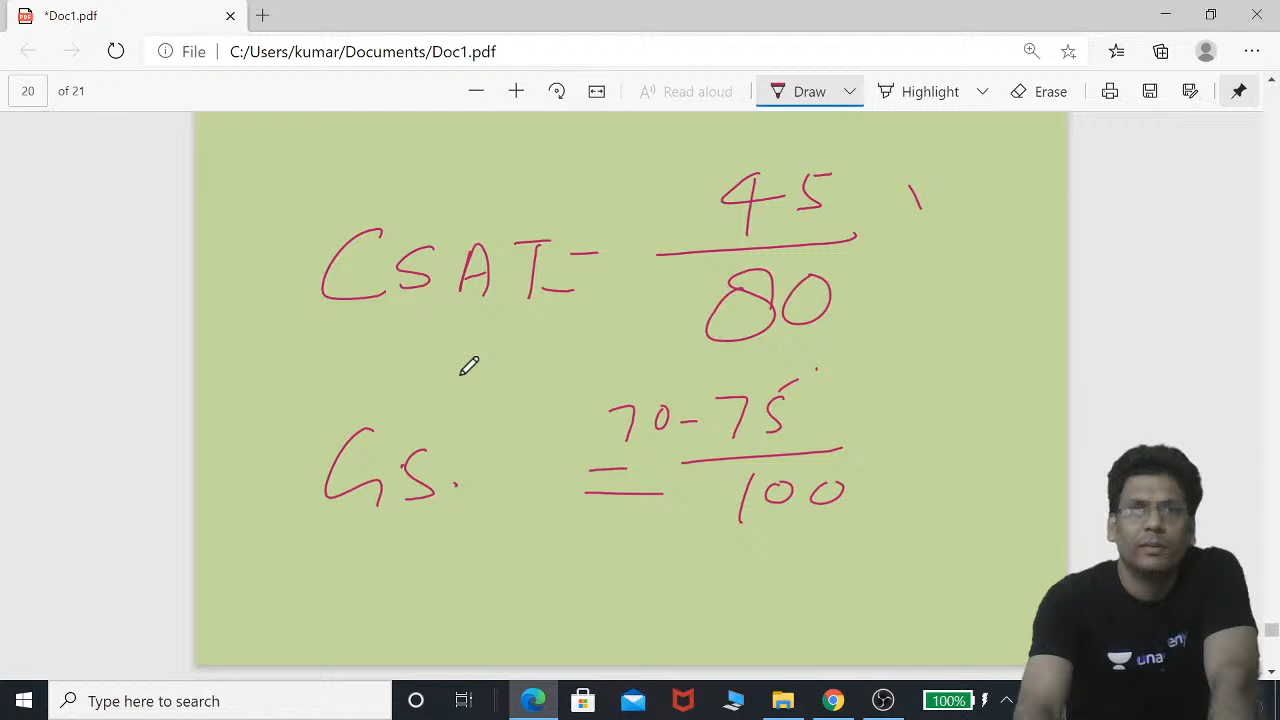 *Doc1.pdf
File C:/Users/kumar/Documents/Doc1.pdf
20 of 21 Read aloud Draw Highlight Erase
45
CSAT =
80
70-75
GS. =
100
unacademy
Type here to search 100%